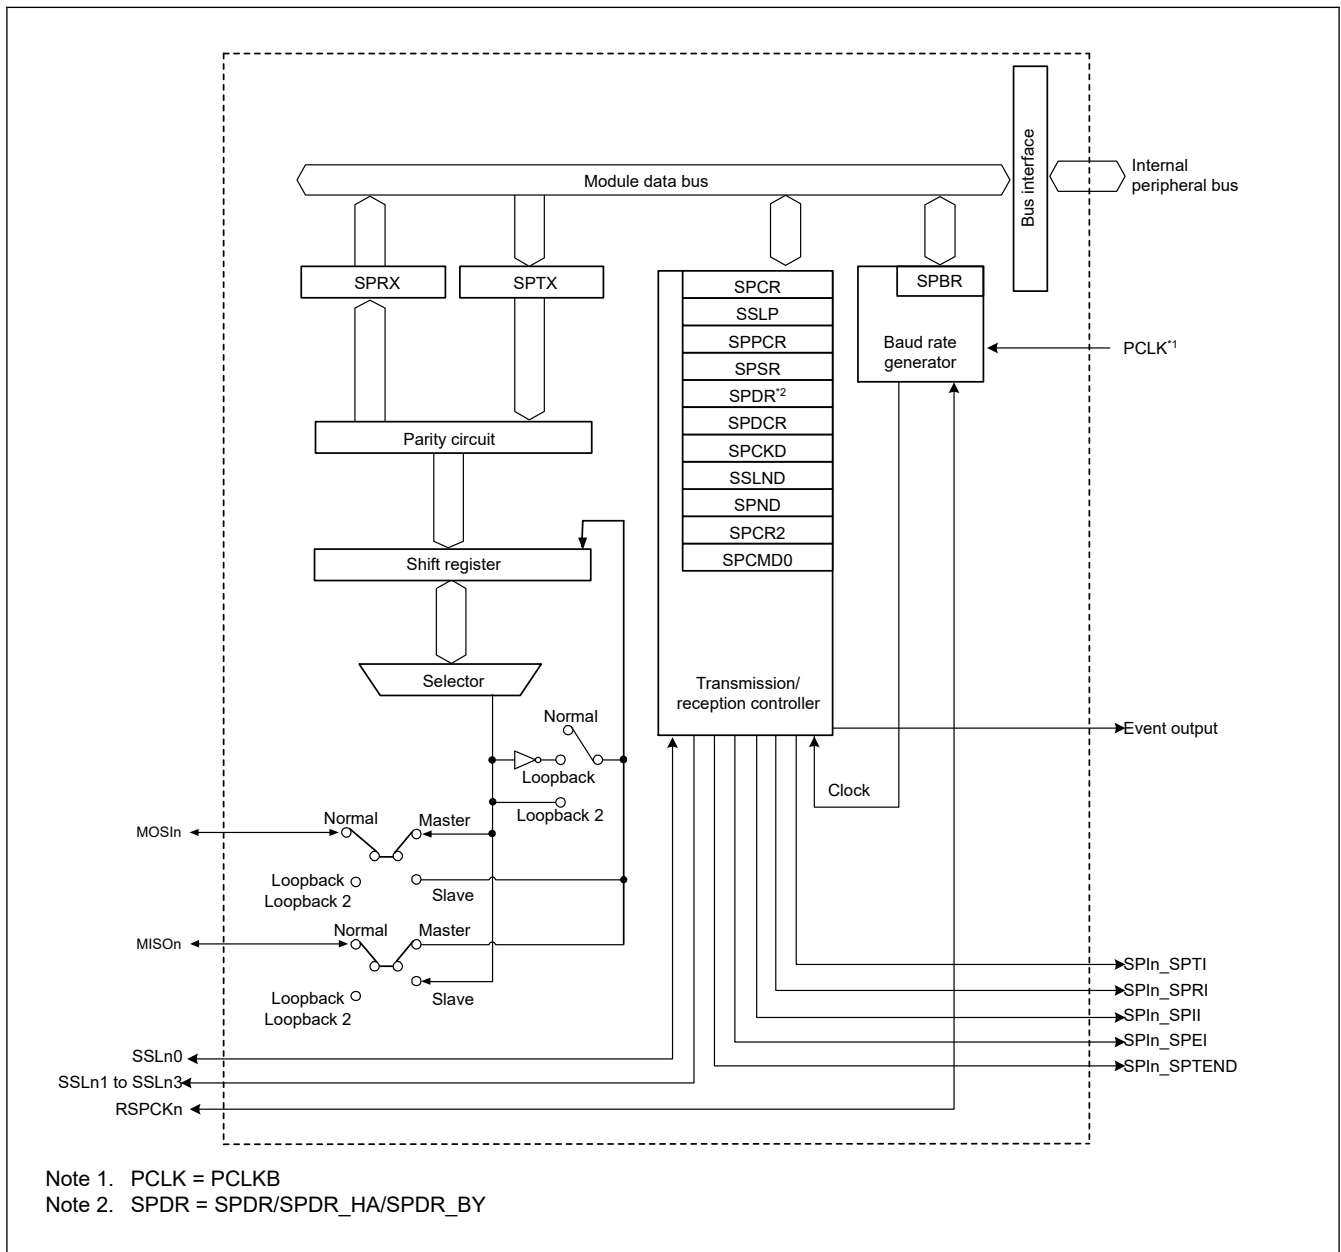 Module data bus
Bus interface
Internal
peripheral bus
SPRX
SPTX
SPCR
SSLP
SPPCR
SPSR
SPDR*2
SPDCR
SPCKD
SSLND
SPND
SPCR2
SPCMD0
Transmission/
reception controller
SPBR
Baud rate
generator
PCLK*1
Parity circuit
Shift register
Selector
Normal
Loopback
Loopback 2
Event output
Clock
MOSIn
Normal
Master
Loopback
Loopback 2
Slave
MISOn
Normal
Master
Loopback
Loopback 2
Slave
SPIn_SPTI
SPIn_SPRI
SPIn_SPII
SPIn_SPEI
SPIn_SPTEND
SSLn0
SSLn1 to SSLn3
RSPCKn
Note 1. PCLK = PCLKB
Note 2. SPDR = SPDR/SPDR_HA/SPDR_BY